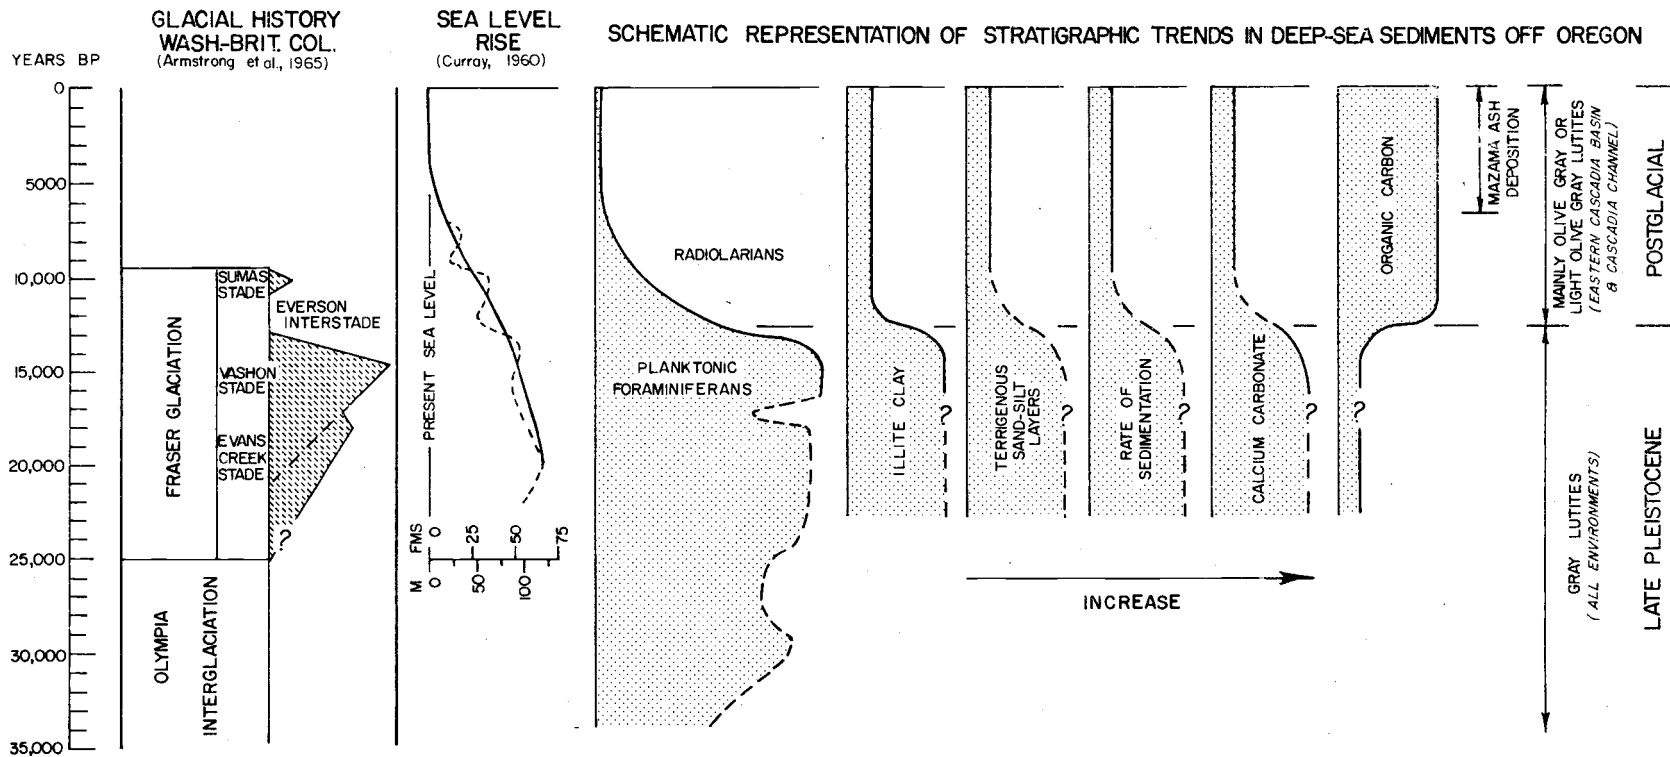 GLACIAL HISTORY
WASH.-BRIT. COL.
(Armstrong et al., 1965)
SEA LEVEL
RISE
(Curray, 1960)
SCHEMATIC REPRESENTATION OF STRATIGRAPHIC TRENDS IN DEEP-SEA SEDIMENTS OFF OREGON
YEARS BP
0
5000
10,000
15,000
20,000
25,000
30,000
35,000
FRASER GLACIATION
SUMAS
STADE
EVERSON
INTERSTADE
VASHON
STADE
EVANS
CREEK
STADE
?
OLYMPIA
INTERGLACIATION
PRESENT SEA LEVEL
FMS
0
25
50
75
M
0
50
100
RADIOLARIANS
PLANKTONIC
FORAMINIFERANS
ILLITE CLAY
?
TERRIGENOUS
SAND-SILT
LAYERS
?
RATE OF
SEDIMENTATION
?
CALCIUM CARBONATE
?
ORGANIC CARBON
?
INCREASE
MAZAMA ASH
DEPOSITION
MAINLY OLIVE GRAY OR
LIGHT OLIVE GRAY LUTITES
(EASTERN CASCADIA BASIN
& CASCADIA CHANNEL)
POSTGLACIAL
GRAY LUTITES
(ALL ENVIRONMENTS)
LATE PLEISTOCENE